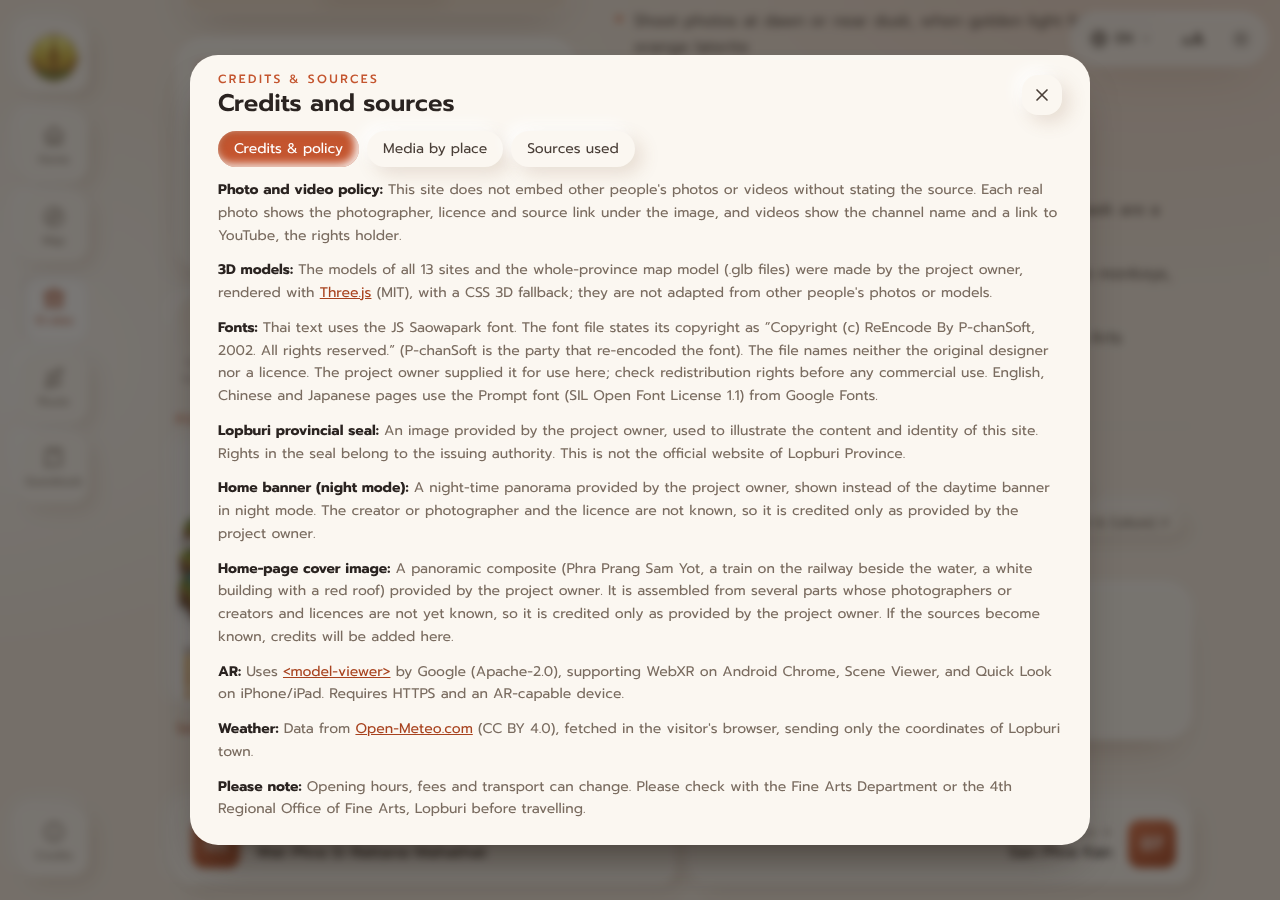 CREDITS & SOURCES
Credits and sources
Credits & policy
Media by place
Sources used
Photo and video policy: This site does not embed other people's photos or videos without stating the source. Each real
photo shows the photographer, licence and source link under the image, and videos show the channel name and a link to
YouTube, the rights holder.
3D models: The models of all 13 sites and the whole-province map model (.glb files) were made by the project owner,
rendered with Three.js (MIT), with a CSS 3D fallback; they are not adapted from other people's photos or models.
Fonts: Thai text uses the JS Saowapark font. The font file states its copyright as “Copyright (c) ReEncode By P-chanSoft,
2002. All rights reserved.” (P-chanSoft is the party that re-encoded the font). The file names neither the original designer
nor a licence. The project owner supplied it for use here; check redistribution rights before any commercial use. English,
Chinese and Japanese pages use the Prompt font (SIL Open Font License 1.1) from Google Fonts.
Lopburi provincial seal: An image provided by the project owner, used to illustrate the content and identity of this site.
Rights in the seal belong to the issuing authority. This is not the official website of Lopburi Province.
Home banner (night mode): A night-time panorama provided by the project owner, shown instead of the daytime banner
in night mode. The creator or photographer and the licence are not known, so it is credited only as provided by the
project owner.
Home-page cover image: A panoramic composite (Phra Prang Sam Yot, a train on the railway beside the water, a white
building with a red roof) provided by the project owner. It is assembled from several parts whose photographers or
creators and licences are not yet known, so it is credited only as provided by the project owner. If the sources become
known, credits will be added here.
AR: Uses <model-viewer> by Google (Apache-2.0), supporting WebXR on Android Chrome, Scene Viewer, and Quick Look
on iPhone/iPad. Requires HTTPS and an AR-capable device.
Weather: Data from Open-Meteo.com (CC BY 4.0), fetched in the visitor's browser, sending only the coordinates of Lopburi
town.
Please note: Opening hours, fees and transport can change. Please check with the Fine Arts Department or the 4th
Regional Office of Fine Arts, Lopburi before travelling.